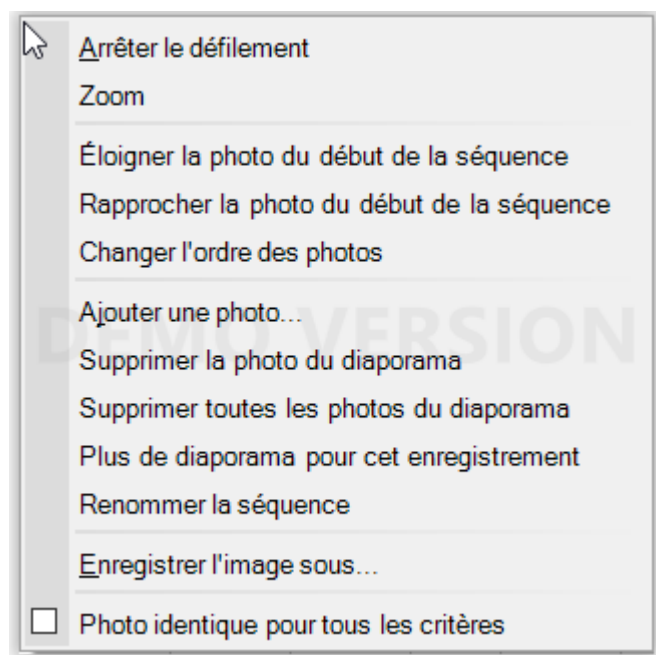 Arrêter le défilement
Zoom
Éloigner la photo du début de la séquence
Rapprocher la photo du début de la séquence
Changer l'ordre des photos
Ajouter une photo...
DEMO VERSION
Supprimer la photo du diaporama
Supprimer toutes les photos du diaporama
Plus de diaporama pour cet enregistrement
Renommer la séquence
Enregistrer l'image sous...
Photo identique pour tous les critères